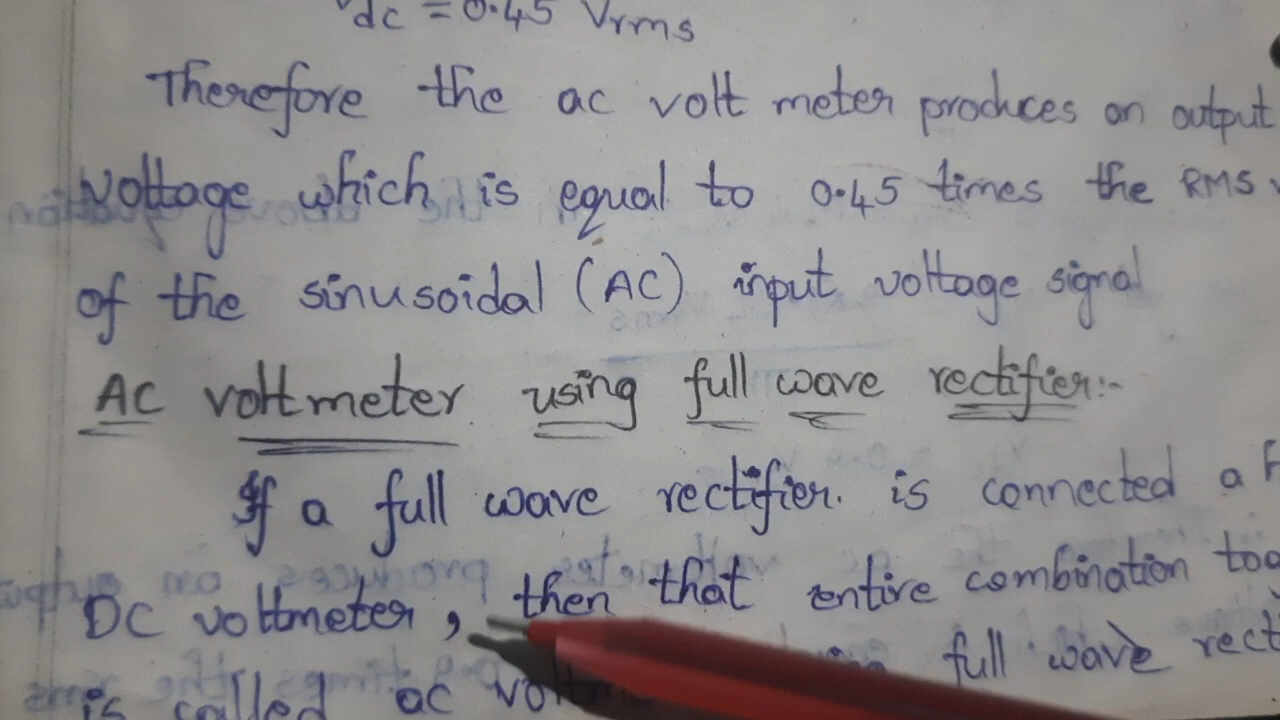 Vdc = 0.45 Vrms
Therefore the ac volt meter produces an output
voltage which is equal to 0.45 times the RMS
of the sinusoidal (AC) input voltage signal
AC voltmeter using full wave rectifier:-
If a full wave rectifier. is connected a
DC voltmeter, then that entire combination
full wave
is called ac